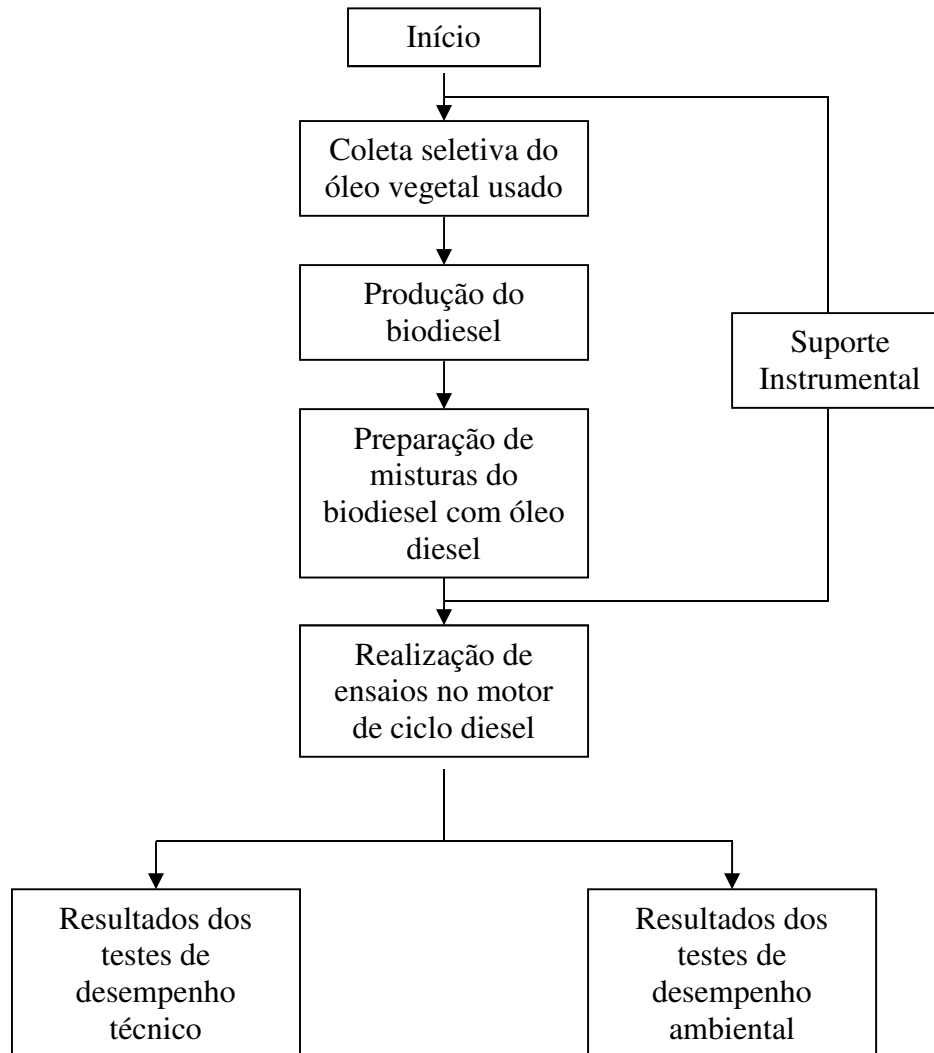 Início
Coleta seletiva do
óleo vegetal usado
Produção do
biodiesel
Suporte
Instrumental
Preparação de
misturas do
biodiesel com óleo
diesel
Realização de
ensaios no motor
de ciclo diesel
Resultados dos
testes de
desempenho
técnico
Resultados dos
testes de
desempenho
ambiental